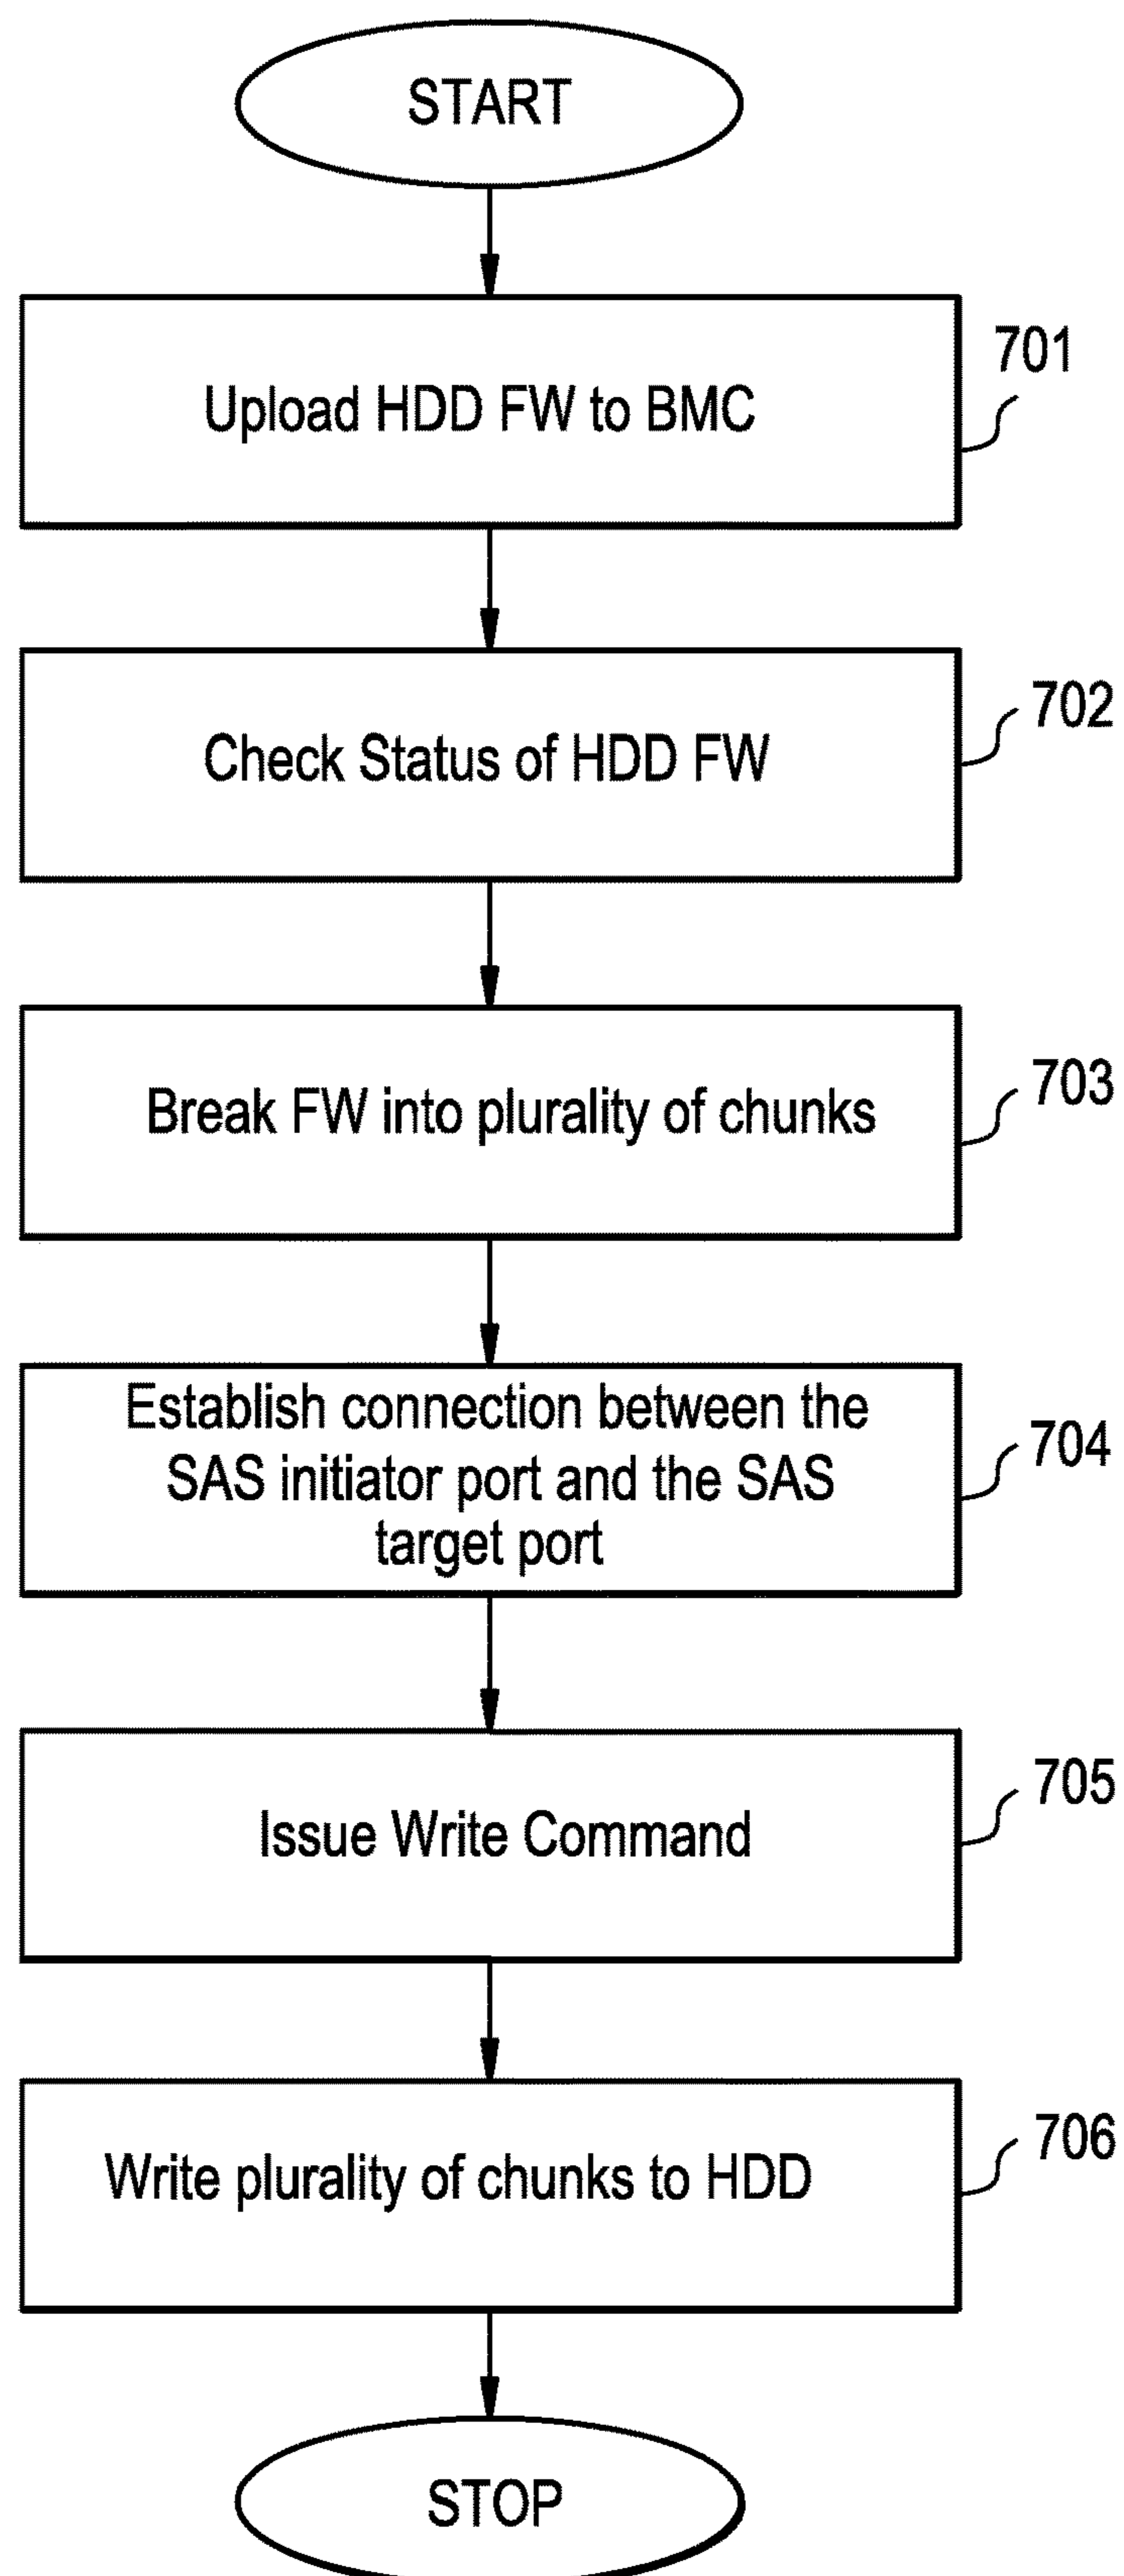 START
Upload HDD FW to BMC
701
Check Status of HDD FW
702
Break FW into plurality of chunks
703
Establish connection between the
SAS initiator port and the SAS
target port
704
Issue Write Command
705
Write plurality of chunks to HDD
706
STOP